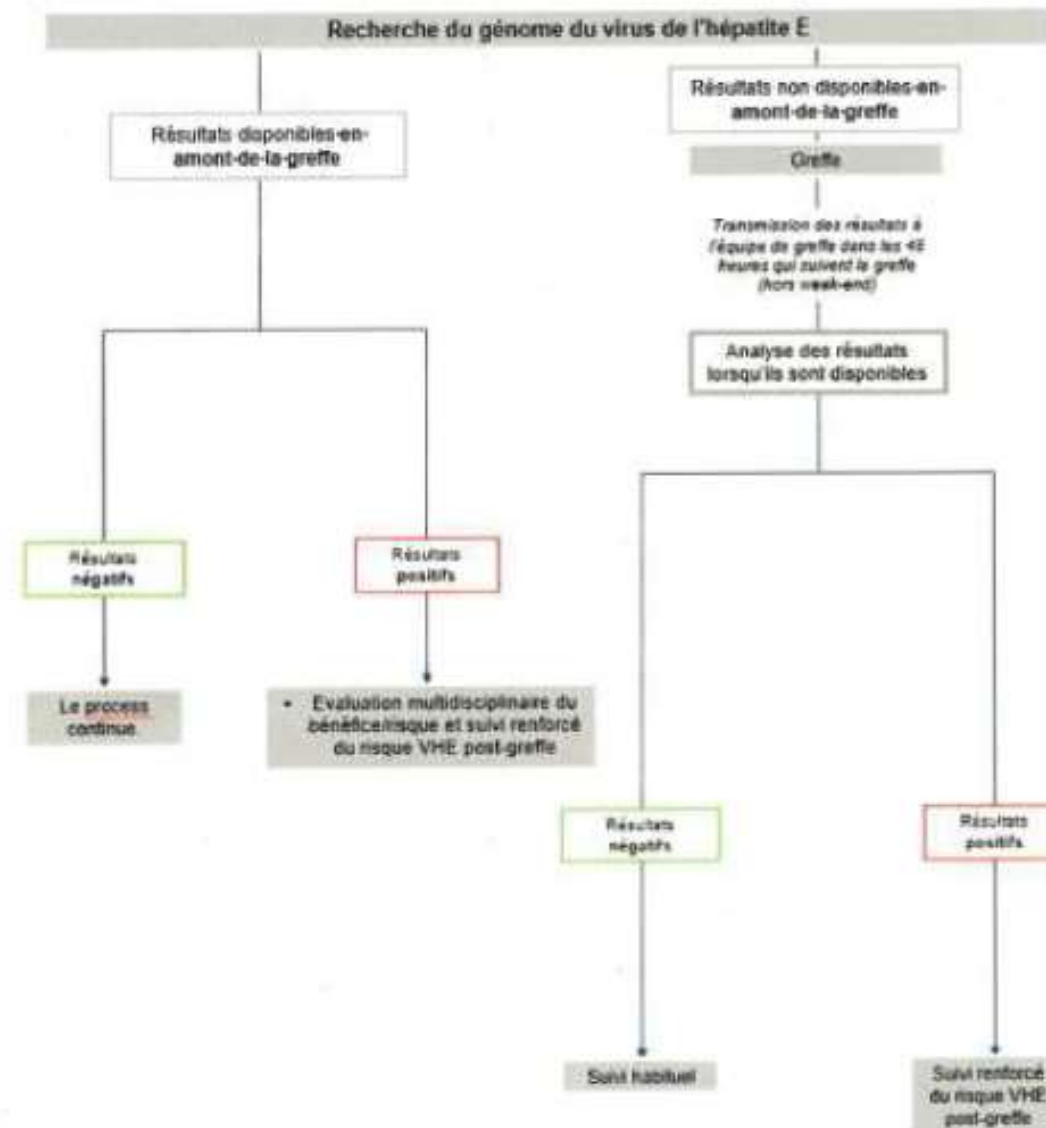 Recherche du génome du virus de l'hépatite E
Résultats disponibles-en-
amont-de-la-greffe
Résultats non disponibles-en-
amont-de-la-greffe
Greffe
Transmission des résultats à
l'équipe de greffe dans les
heures qui suivent la greffe
(hors week-end)
Analyse des résultats
lorsqu'ils sont disponibles
Résultats
négatifs
Résultats
positifs
Le process
continue
• Evaluation multidisciplinaire du
bénéfice/risque et suivi renforcé
du risque VHE post-greffe
Résultats
négatifs
Résultats
positifs
Suivi habituel
Suivi renforcé
du risque VHE
post-greffe